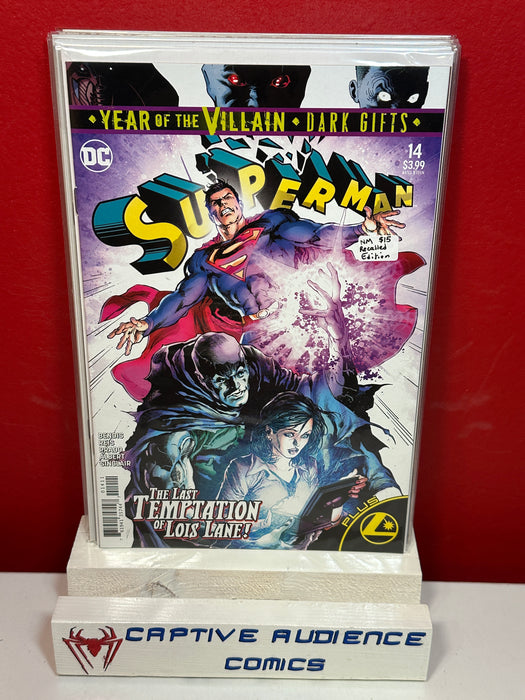 YEAR OF THE VILLAIN • DARK GIFTS
DC
14
$3.99
SUPERMAN
NM $15
Recalled
Edition
BENDIS
REIS
PRADO
ALBERT
SINCLAIR
01411
THE LAST
TEMPTATION
OF LOIS LANE!
PLUS
L
CAPTIVE AUDIENCE
COMICS